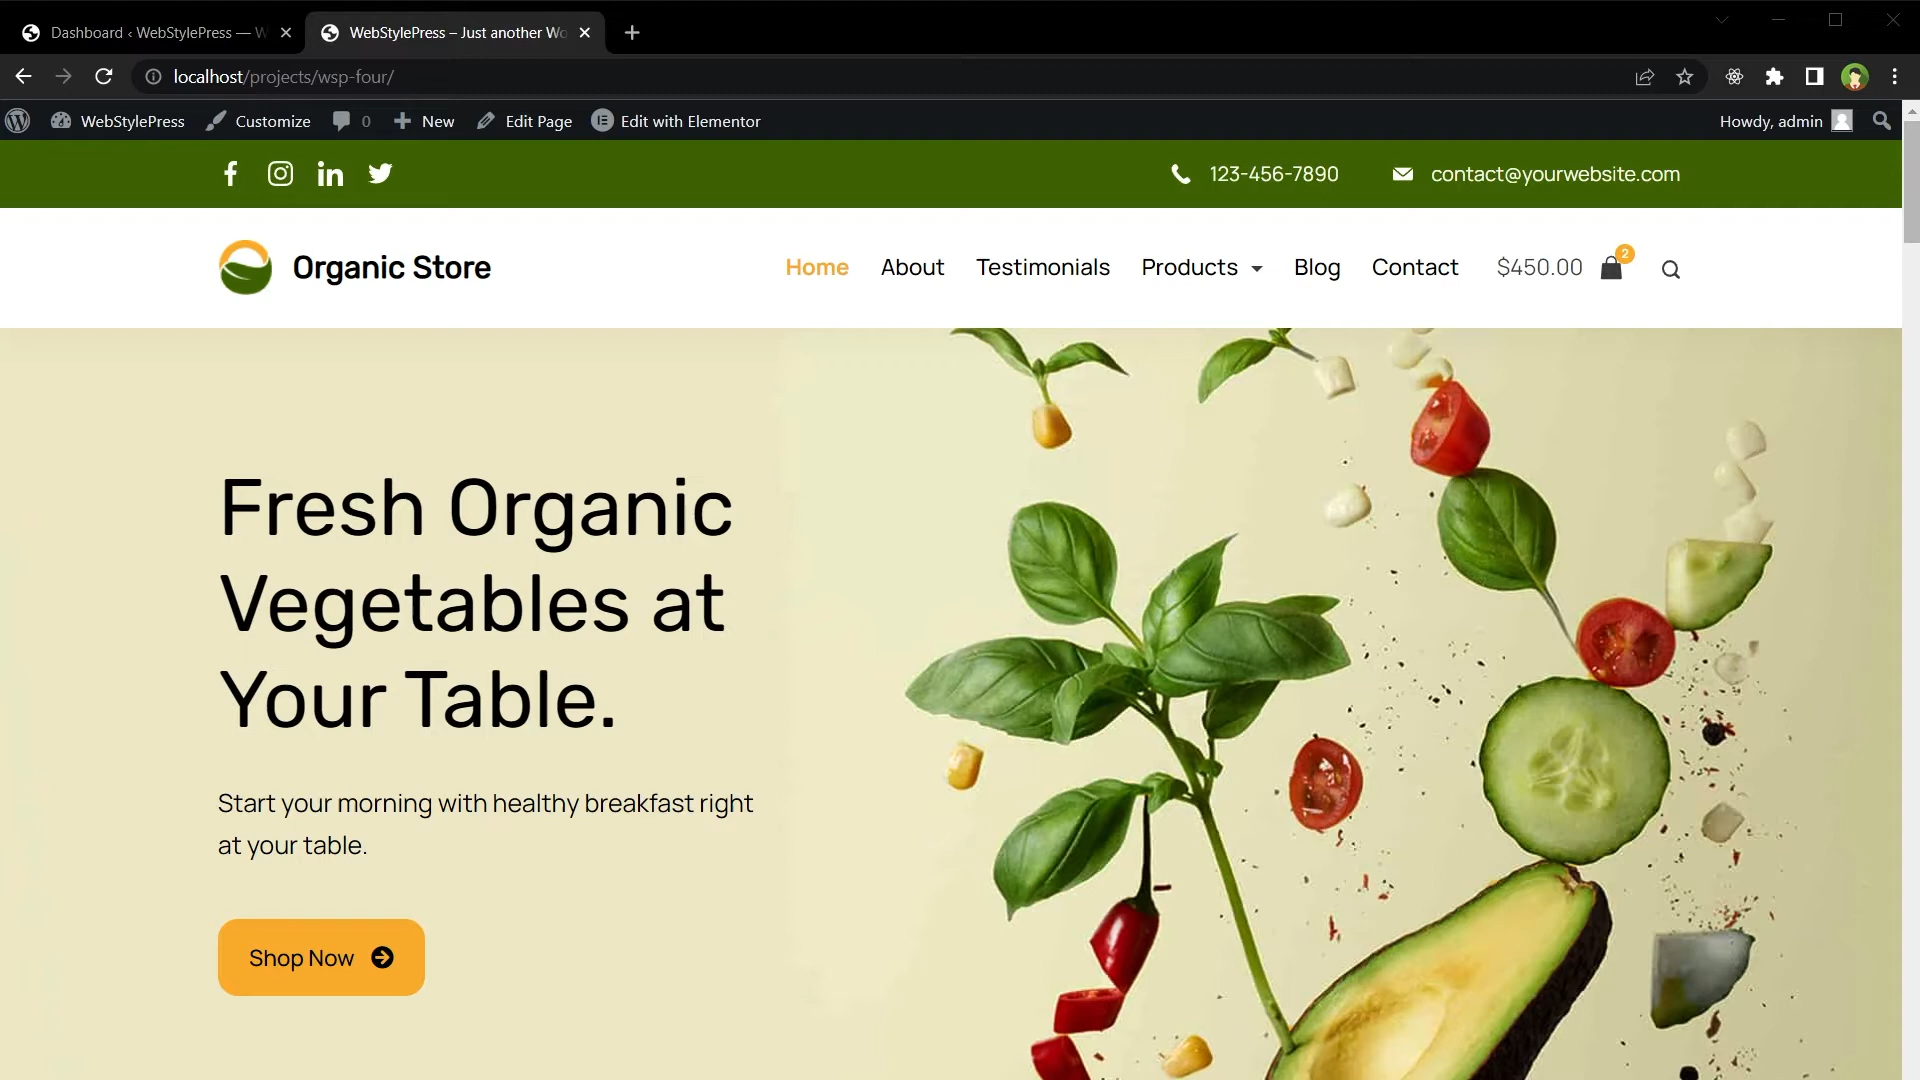 Dashboard ‹ WebStylePress — W
WebStylePress – Just another Wo
localhost/projects/wsp-four/
WebStylePress
Customize
0
New
Edit Page
Edit with Elementor
Howdy, admin
123-456-7890
contact@yourwebsite.com
Organic Store
Home
About
Testimonials
Products
Blog
Contact
$450.00
2
Fresh Organic
Vegetables at
Your Table.
Start your morning with healthy breakfast right
at your table.
Shop Now